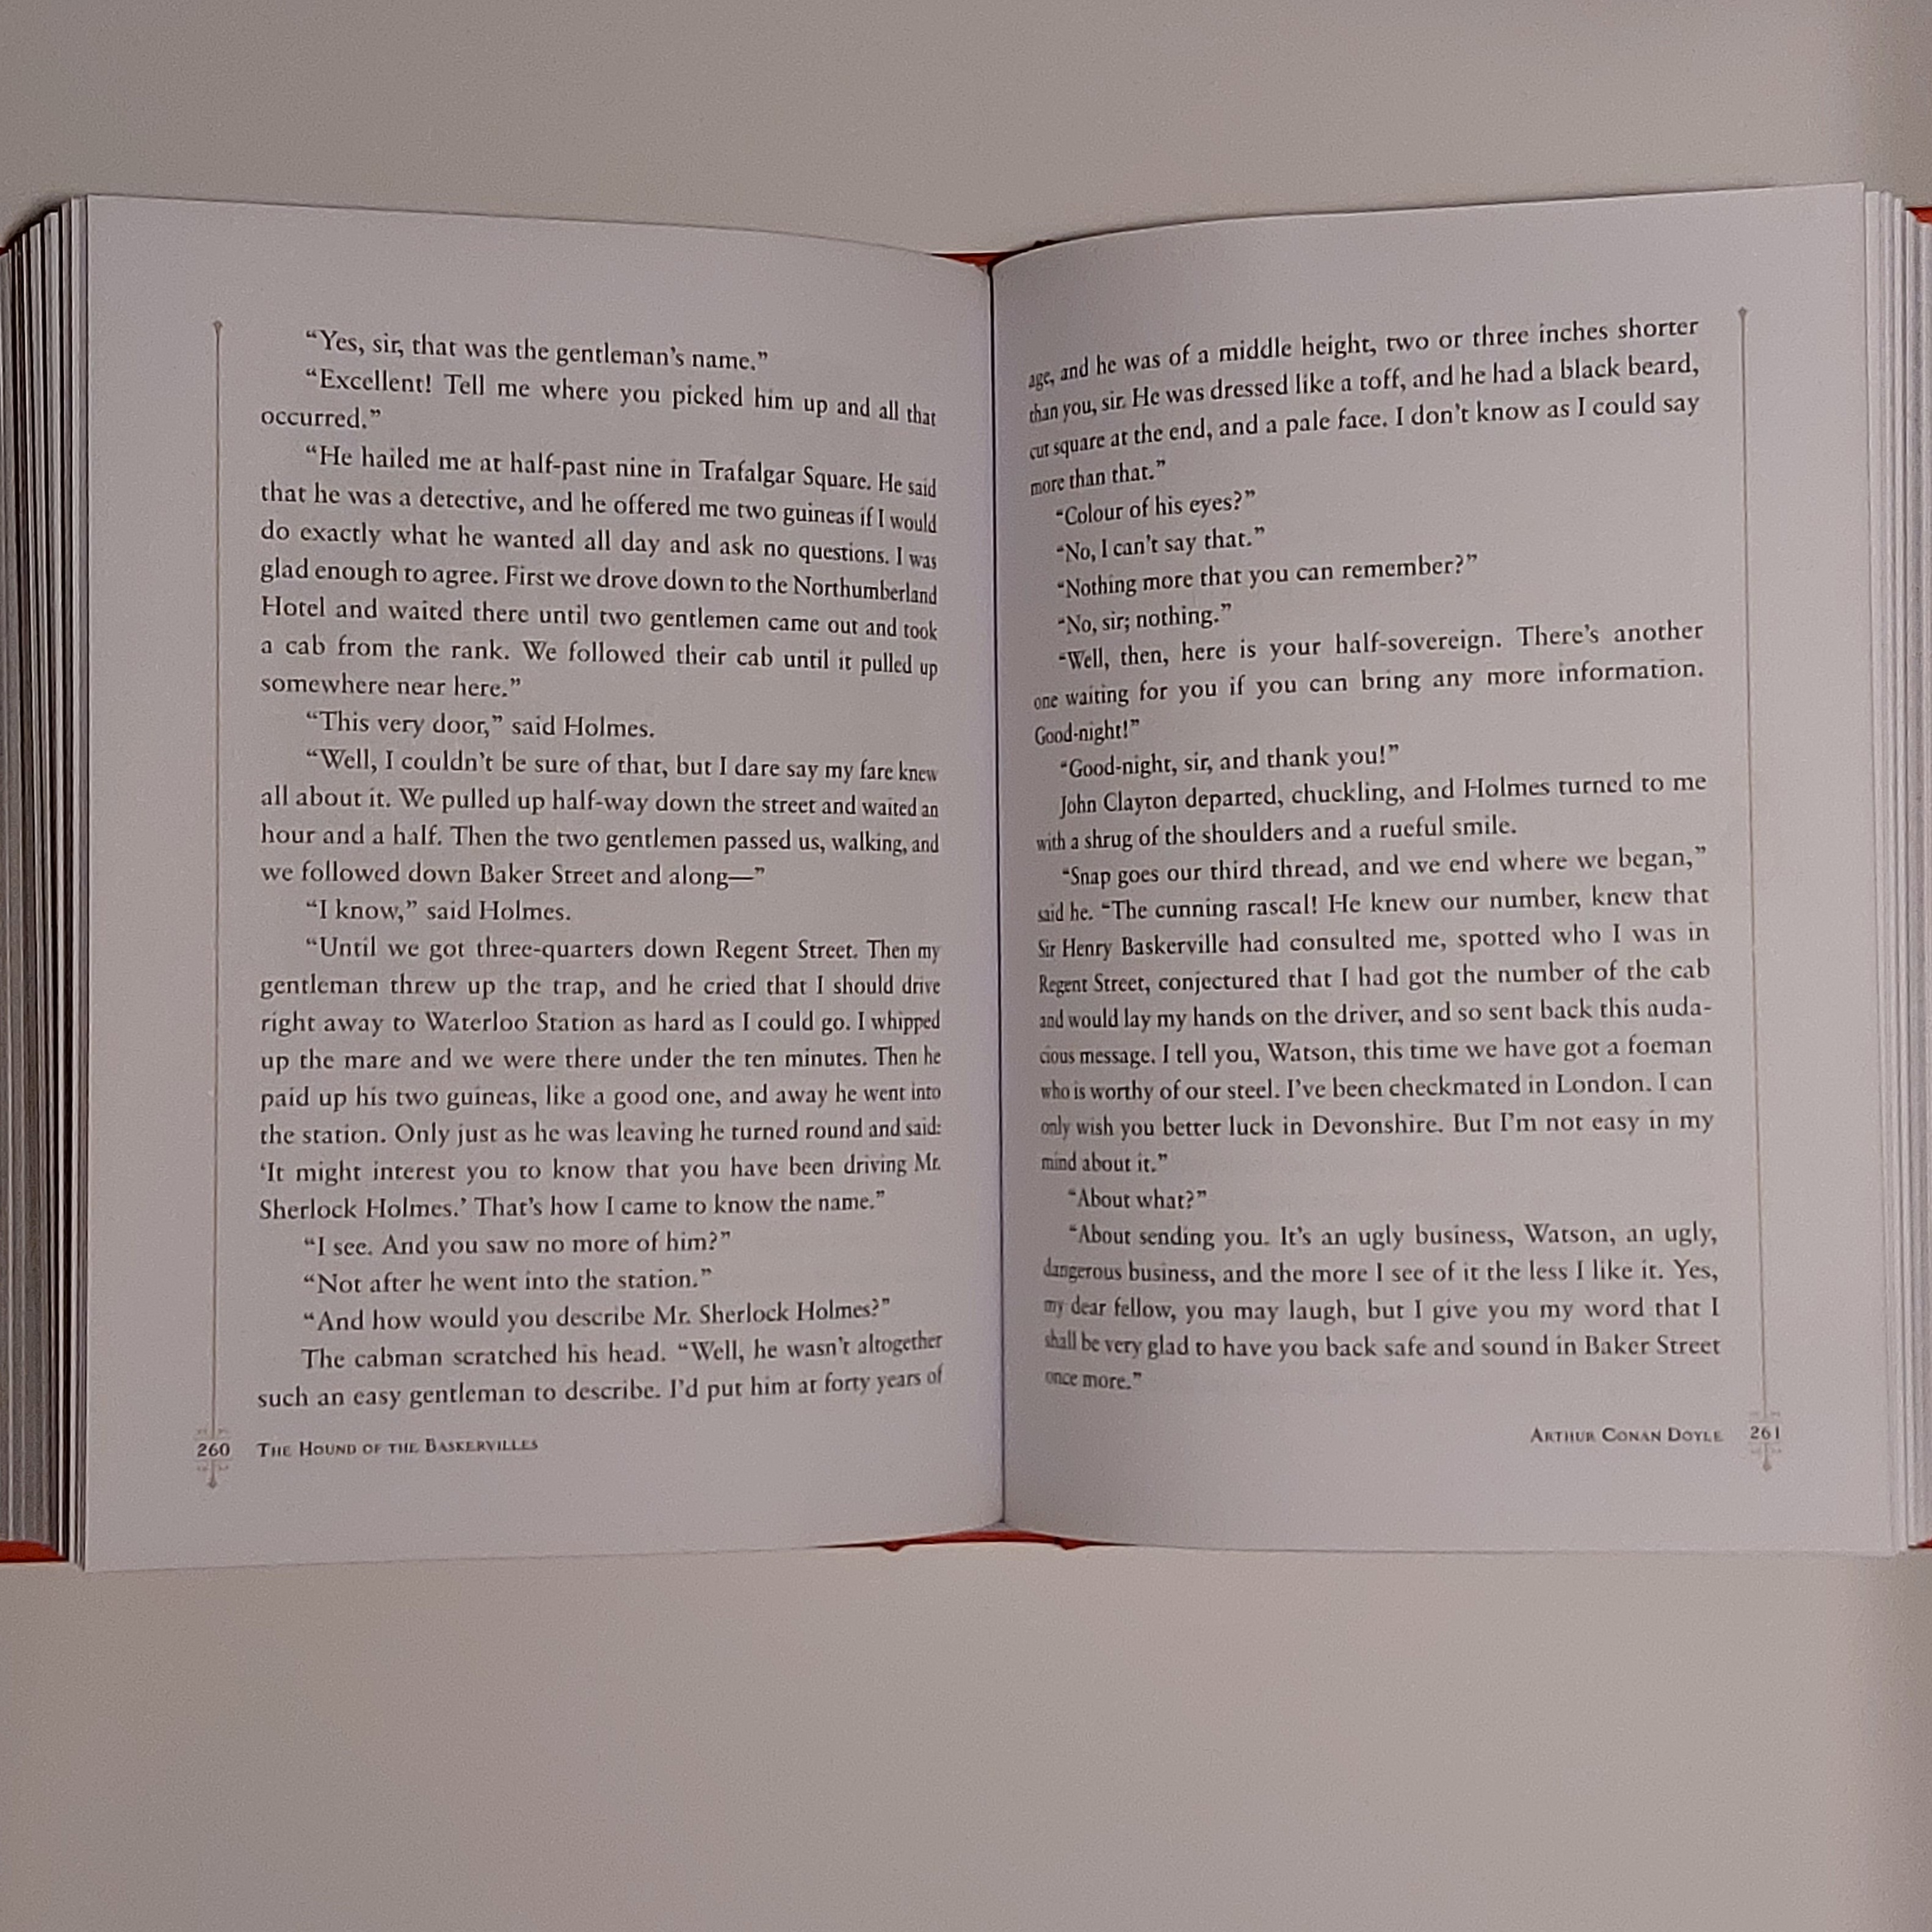 “Yes, sir, that was the gentleman’s name.”
“Excellent! Tell me where you picked him up and all that
occurred.”
“He hailed me at half-past nine in Trafalgar Square. He said
that he was a detective, and he offered me two guineas if I would
do exactly what he wanted all day and ask no questions. I was
glad enough to agree. First we drove down to the Northumberland
Hotel and waited there until two gentlemen came out and took
a cab from the rank. We followed their cab until it pulled up
somewhere near here.”
“This very door,” said Holmes.
“Well, I couldn’t be sure of that, but I dare say my fare knew
all about it. We pulled up half-way down the street and waited an
hour and a half. Then the two gentlemen passed us, walking, and
we followed down Baker Street and along—”
“I know,” said Holmes.
“Until we got three-quarters down Regent Street. Then my
gentleman threw up the trap, and he cried that I should drive
right away to Waterloo Station as hard as I could go. I whipped
up the mare and we were there under the ten minutes. Then he
paid up his two guineas, like a good one, and away he went into
the station. Only just as he was leaving he turned round and said:
‘It might interest you to know that you have been driving Mr.
Sherlock Holmes.’ That’s how I came to know the name.”
“I see. And you saw no more of him?”
“Not after he went into the station.”
“And how would you describe Mr. Sherlock Holmes?”
The cabman scratched his head. “Well, he wasn’t altogether
such an easy gentleman to describe. I’d put him at forty years of
260 The Hound of the Baskervilles
age, and he was of a middle height, two or three inches shorter
than you, sir. He was dressed like a toff, and he had a black beard,
cut square at the end, and a pale face. I don’t know as I could say
more than that.”
“Colour of his eyes?”
“No, I can’t say that.”
“Nothing more that you can remember?”
“No, sir; nothing.”
“Well, then, here is your half-sovereign. There’s another
one waiting for you if you can bring any more information.
Good-night!”
“Good-night, sir, and thank you!”
John Clayton departed, chuckling, and Holmes turned to me
with a shrug of the shoulders and a rueful smile.
“Snap goes our third thread, and we end where we began,”
said he. “The cunning rascal! He knew our number, knew that
Sir Henry Baskerville had consulted me, spotted who I was in
Regent Street, conjectured that I had got the number of the cab
and would lay my hands on the driver, and so sent back this auda-
cious message. I tell you, Watson, this time we have got a foeman
who is worthy of our steel. I’ve been checkmated in London. I can
only wish you better luck in Devonshire. But I’m not easy in my
mind about it.”
“About what?”
“About sending you. It’s an ugly business, Watson, an ugly,
dangerous business, and the more I see of it the less I like it. Yes,
my dear fellow, you may laugh, but I give you my word that I
shall be very glad to have you back safe and sound in Baker Street
once more.”
Arthur Conan Doyle 261